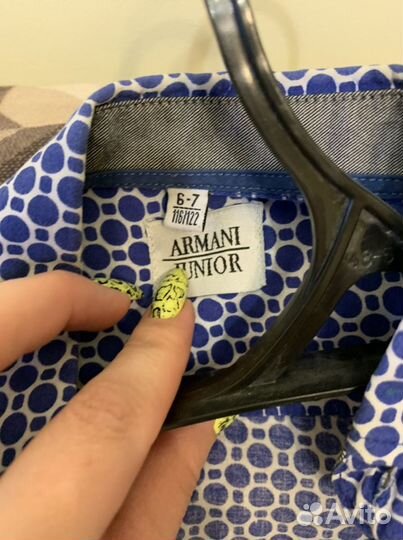 6-7
116/122
ARMANI
JUNIOR
Avito